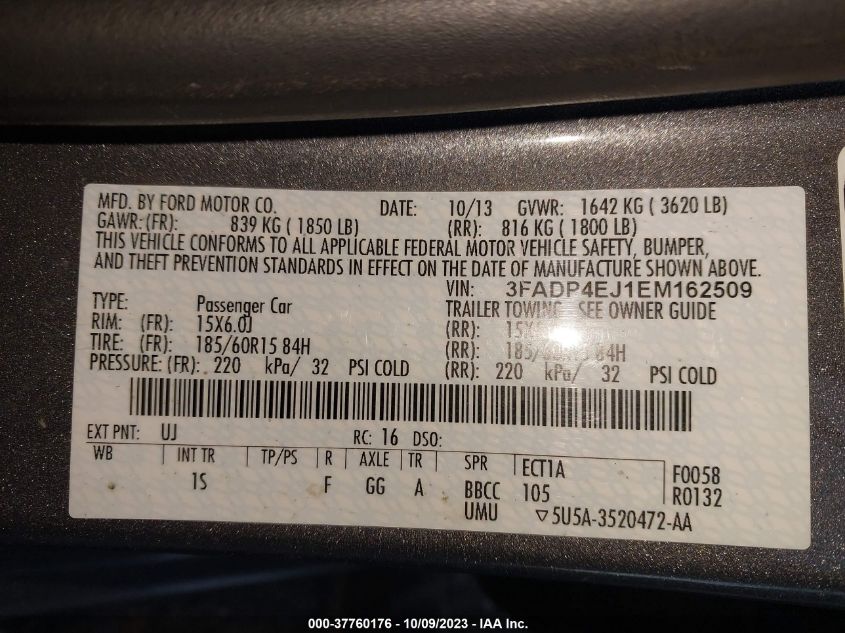 MFD. BY FORD MOTOR CO. DATE: 10/13 GVWR: 1642 KG ( 3620 LB)
GAWR: (FR): 839 KG ( 1850 LB) (RR): 816 KG ( 1800 LB)
THIS VEHICLE CONFORMS TO ALL APPLICABLE FEDERAL MOTOR VEHICLE SAFETY, BUMPER,
AND THEFT PREVENTION STANDARDS IN EFFECT ON THE DATE OF MANUFACTURE SHOWN ABOVE.
VIN: 3FADP4EJ1EM162509
TYPE: Passenger Car TRAILER TOWING - SEE OWNER GUIDE
RIM: (FR): 15X6.0J (RR):
TIRE: (FR): 185/60R15 84H (RR): 185/60R15 84H
PRESSURE: (FR): 220 kPa/ 32 PSI COLD (RR): 220 kPa/ 32 PSI COLD
EXT PNT: UJ RC: 16 DSO:
WB INT TR TP/PS R AXLE TR SPR ECT1A F0058
1S F GG A BBCC 105 R0132
UMU ▽5U5A-3520472-AA
000-37760176 - 10/09/2023 - IAA Inc.